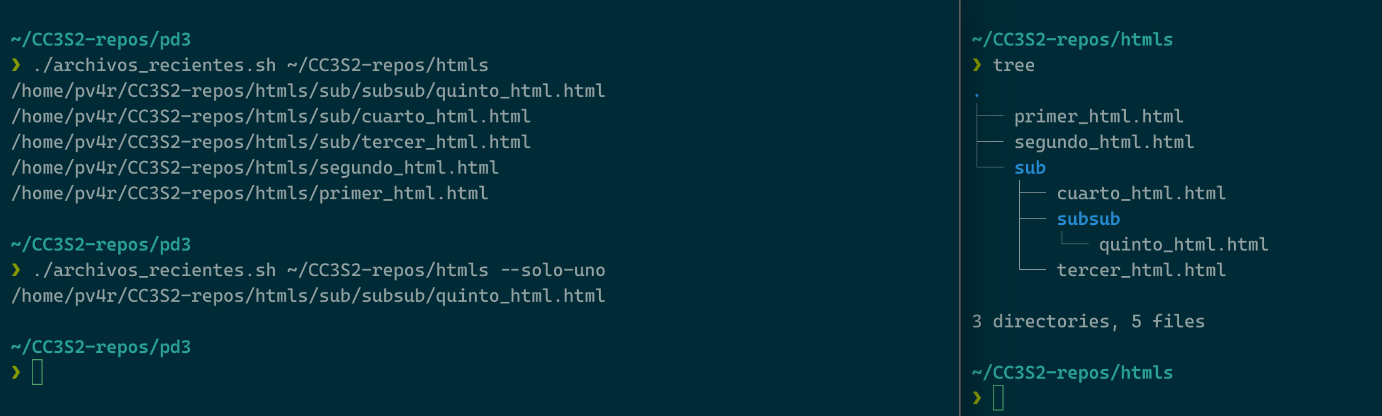 ~/CC3S2-repos/pd3
❯ ./archivos_recientes.sh ~/CC3S2-repos/htmls
/home/pv4r/CC3S2-repos/htmls/sub/subsub/quinto_html.html
/home/pv4r/CC3S2-repos/htmls/sub/cuarto_html.html
/home/pv4r/CC3S2-repos/htmls/sub/tercer_html.html
/home/pv4r/CC3S2-repos/htmls/segundo_html.html
/home/pv4r/CC3S2-repos/htmls/primer_html.html
~/CC3S2-repos/pd3
❯ ./archivos_recientes.sh ~/CC3S2-repos/htmls --solo-uno
/home/pv4r/CC3S2-repos/htmls/sub/subsub/quinto_html.html
~/CC3S2-repos/pd3
❯
~/CC3S2-repos/htmls
❯ tree
.
├── primer_html.html
├── segundo_html.html
└── sub
    ├── cuarto_html.html
    ├── subsub
    │   └── quinto_html.html
    └── tercer_html.html
3 directories, 5 files
~/CC3S2-repos/htmls
❯